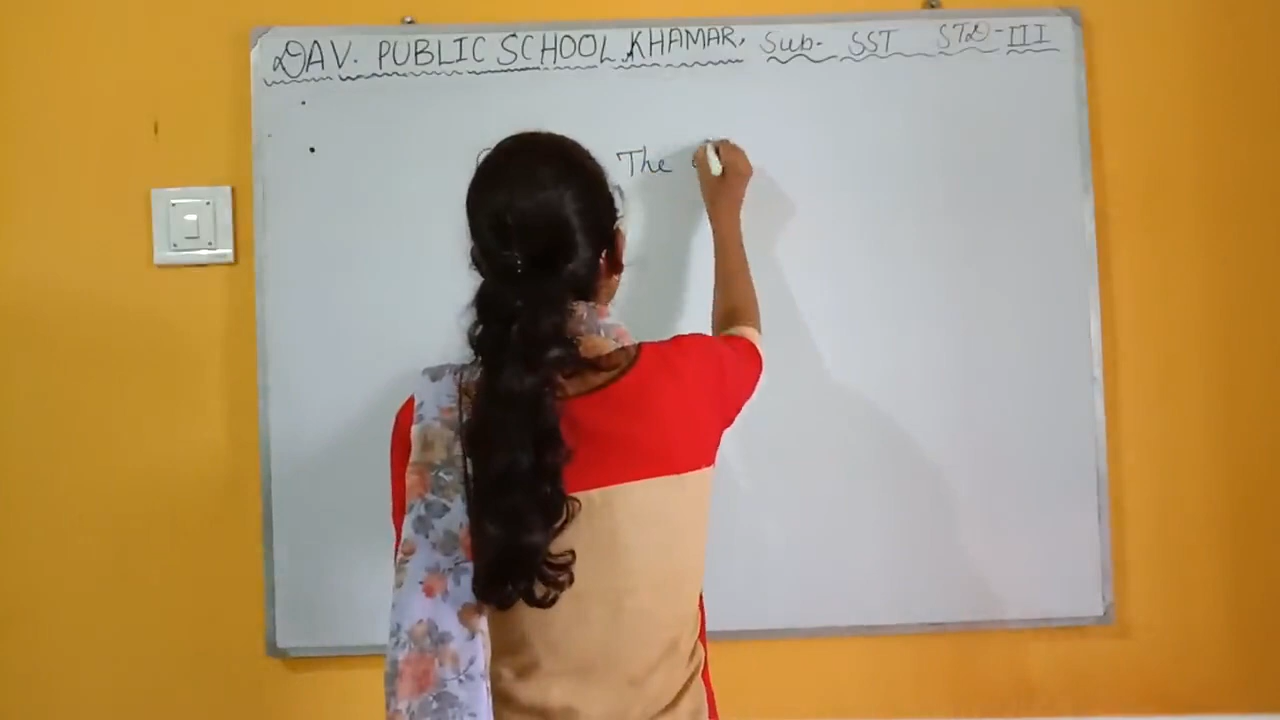 DAV. PUBLIC SCHOOL, KHAMAR, Sub- SST STD-III
The